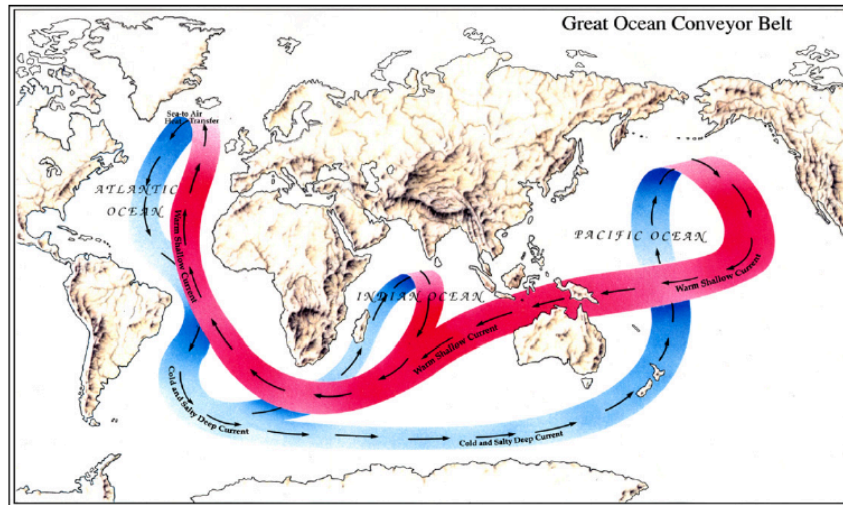 Great Ocean Conveyor Belt
Sea-to Air
Heat Transfer
ATLANTIC
OCEAN
Warm Shallow Current
PACIFIC OCEAN
INDIAN OCEAN
Warm Shallow Current
Warm Shallow Current
Cold and Salty Deep Current
Cold and Salty Deep Current